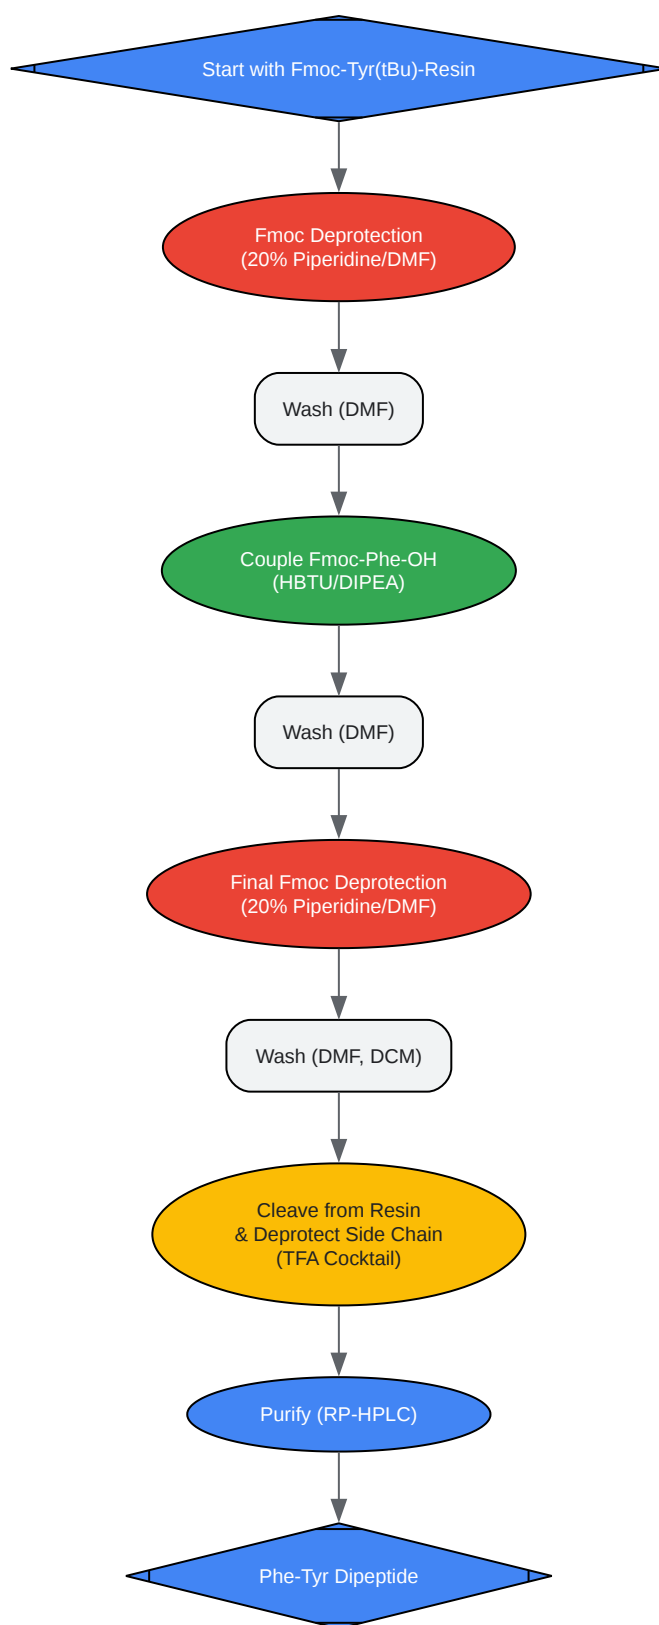 Start with Fmoc-Tyr(tBu)-Resin
Fmoc Deprotection
(20% Piperidine/DMF)
Wash (DMF)
Couple Fmoc-Phe-OH
(HBTU/DIPEA)
Wash (DMF)
Final Fmoc Deprotection
(20% Piperidine/DMF)
Wash (DMF, DCM)
Cleave from Resin
& Deprotect Side Chain
(TFA Cocktail)
Purify (RP-HPLC)
Phe-Tyr Dipeptide